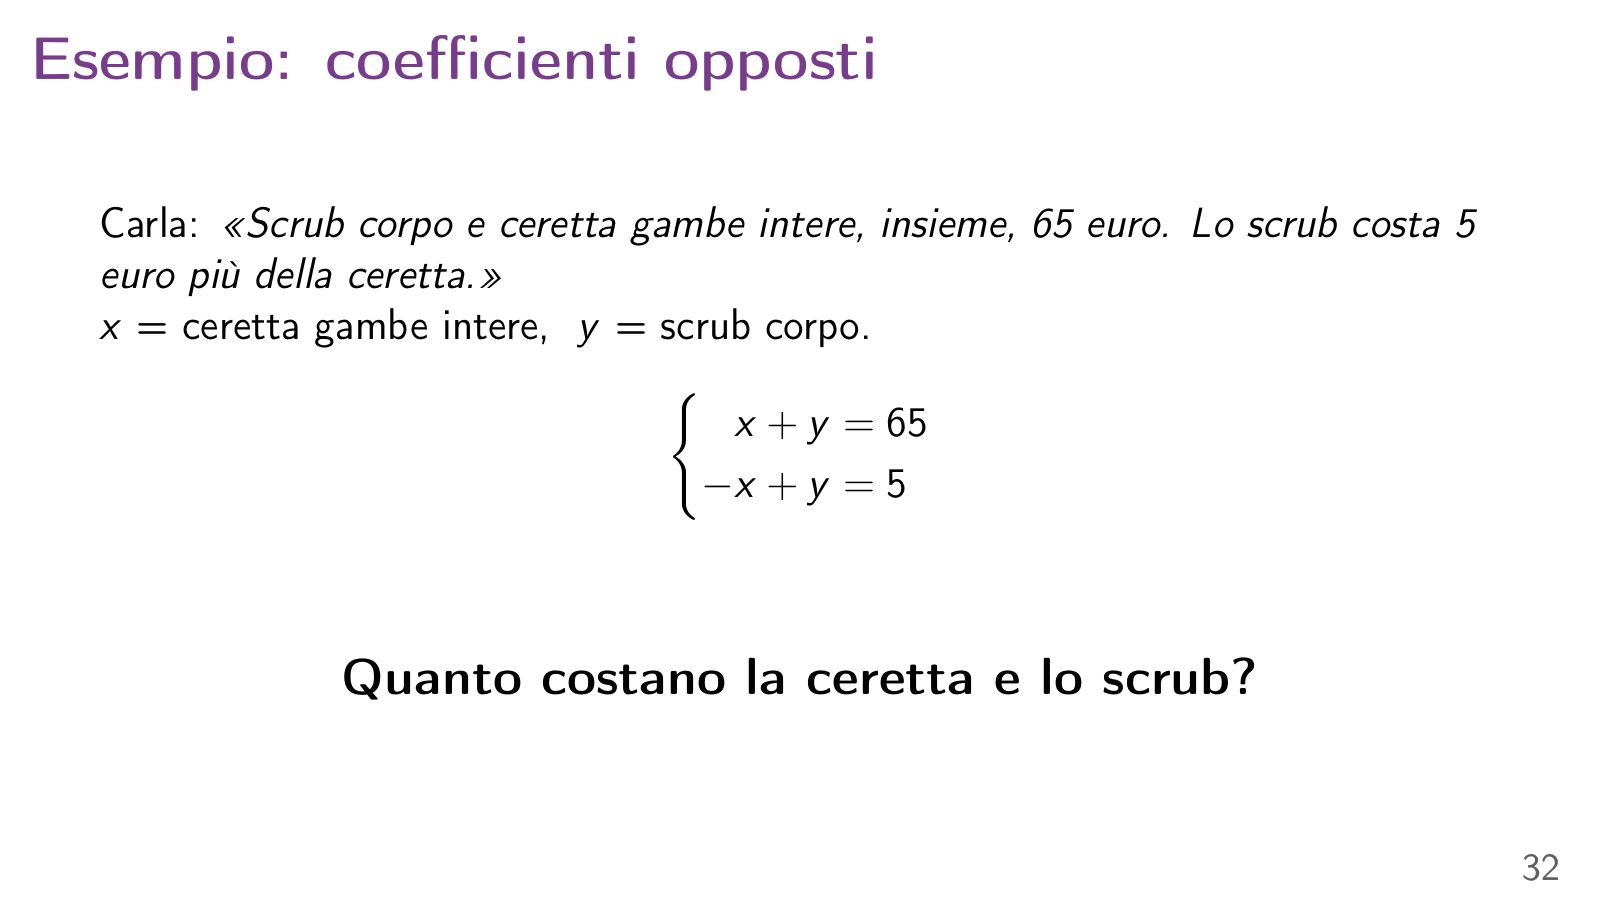 Esempio: coefficienti opposti
Carla: «Scrub corpo e ceretta gambe intere, insieme, 65 euro. Lo scrub costa 5
euro più della ceretta.»
x = ceretta gambe intere, y = scrub corpo.
x + y = 65
−x + y = 5
Quanto costano la ceretta e lo scrub?
32